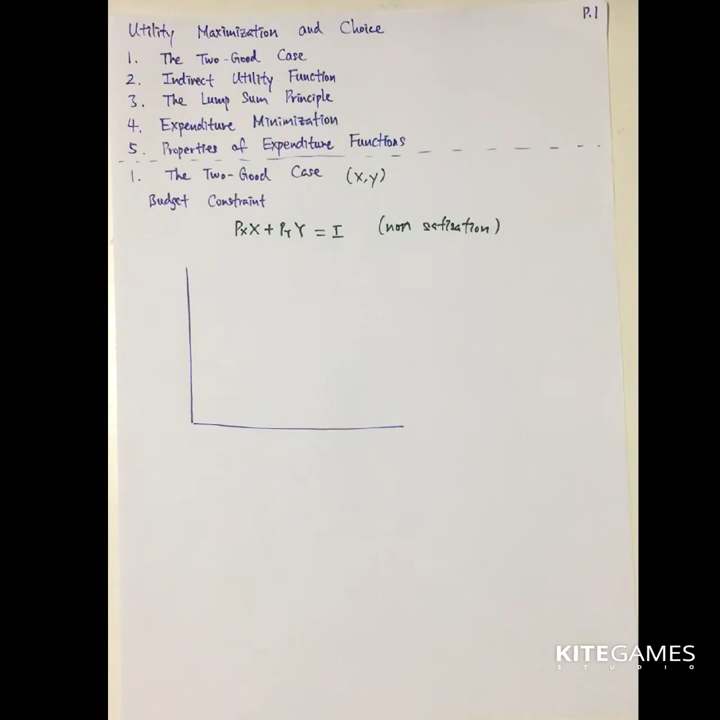 P.1
Utility Maximization and Choice
1. The Two-Good Case
2. Indirect Utility Function
3. The Lump Sum Principle
4. Expenditure Minimization
5. Properties of Expenditure Functions
1. The Two-Good Case (X,Y)
Budget Constraint
PxX + PYY = I (non satisation)
KITEGAMES
STUDIO